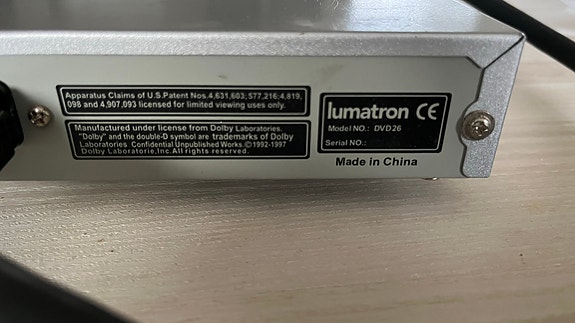 Apparatus Claims of U.S.Patent Nos.4,631,603;577,216;4,819,
098 and 4,907,093 licensed for limited viewing uses only.
Manufactured under license from Dolby Laboratories.
"Dolby" and the double-D symbol are trademarks of Dolby
Laboratories Confidential Unpublished Works.©1992-1997
Dolby Laboratorie,Inc.All rights reserved.
lumatron CE
Model NO.: DVD26
Serial NO.:
Made in China